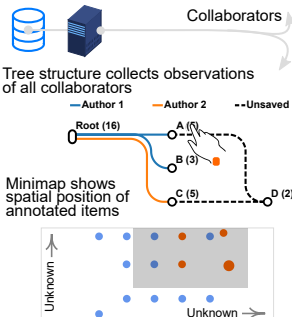 Collaborators
Tree structure collects observations
of all collaborators
Author 1 Author 2 Unsaved
Root (16)
A
B (3)
C (5)
D (2)
Minimap shows
spatial position of
annotated items
Unknown
Unknown